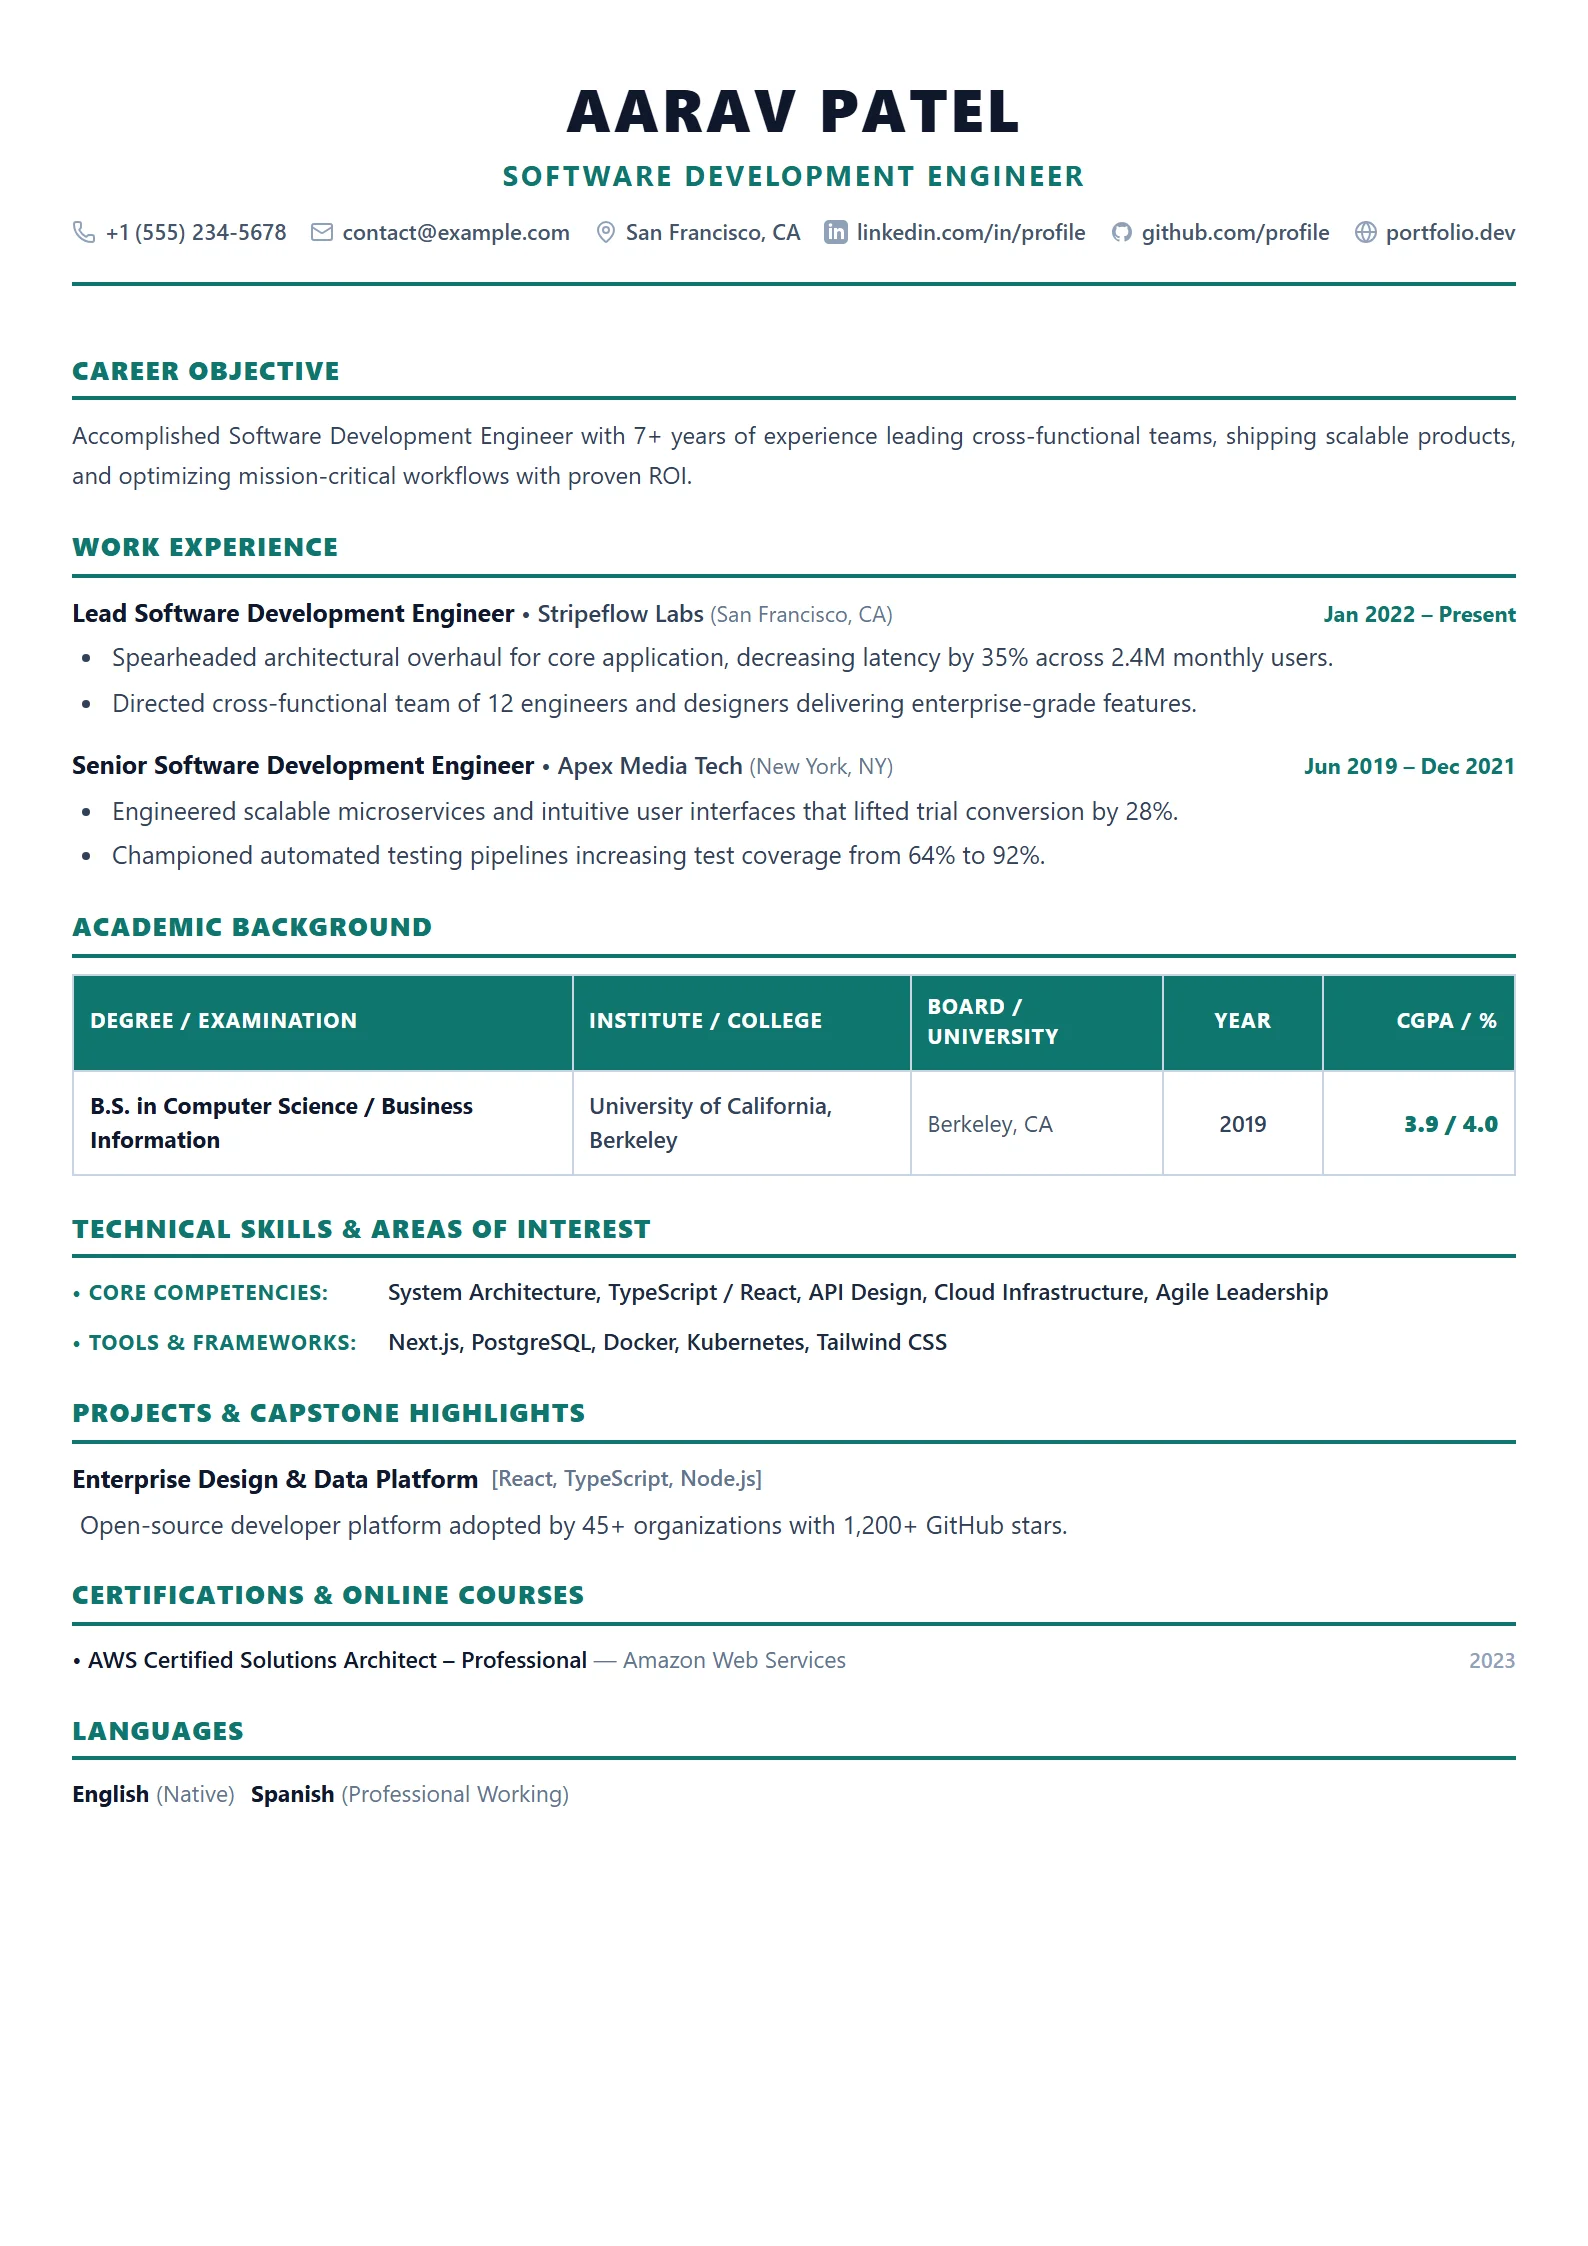 AARAV PATEL
SOFTWARE DEVELOPMENT ENGINEER
+1 (555) 234-5678 contact@example.com San Francisco, CA linkedin.com/in/profile github.com/profile portfolio.dev
CAREER OBJECTIVE
Accomplished Software Development Engineer with 7+ years of experience leading cross-functional teams, shipping scalable products,
and optimizing mission-critical workflows with proven ROI.
WORK EXPERIENCE
Lead Software Development Engineer • Stripeflow Labs (San Francisco, CA) Jan 2022 – Present
• Spearheaded architectural overhaul for core application, decreasing latency by 35% across 2.4M monthly users.
• Directed cross-functional team of 12 engineers and designers delivering enterprise-grade features.
Senior Software Development Engineer • Apex Media Tech (New York, NY) Jun 2019 – Dec 2021
• Engineered scalable microservices and intuitive user interfaces that lifted trial conversion by 28%.
• Championed automated testing pipelines increasing test coverage from 64% to 92%.
ACADEMIC BACKGROUND
DEGREE / EXAMINATION INSTITUTE / COLLEGE BOARD / UNIVERSITY YEAR CGPA / %
B.S. in Computer Science / Business Information University of California, Berkeley Berkeley, CA 2019 3.9 / 4.0
TECHNICAL SKILLS & AREAS OF INTEREST
• CORE COMPETENCIES: System Architecture, TypeScript / React, API Design, Cloud Infrastructure, Agile Leadership
• TOOLS & FRAMEWORKS: Next.js, PostgreSQL, Docker, Kubernetes, Tailwind CSS
PROJECTS & CAPSTONE HIGHLIGHTS
Enterprise Design & Data Platform [React, TypeScript, Node.js]
Open-source developer platform adopted by 45+ organizations with 1,200+ GitHub stars.
CERTIFICATIONS & ONLINE COURSES
• AWS Certified Solutions Architect – Professional — Amazon Web Services 2023
LANGUAGES
English (Native) Spanish (Professional Working)